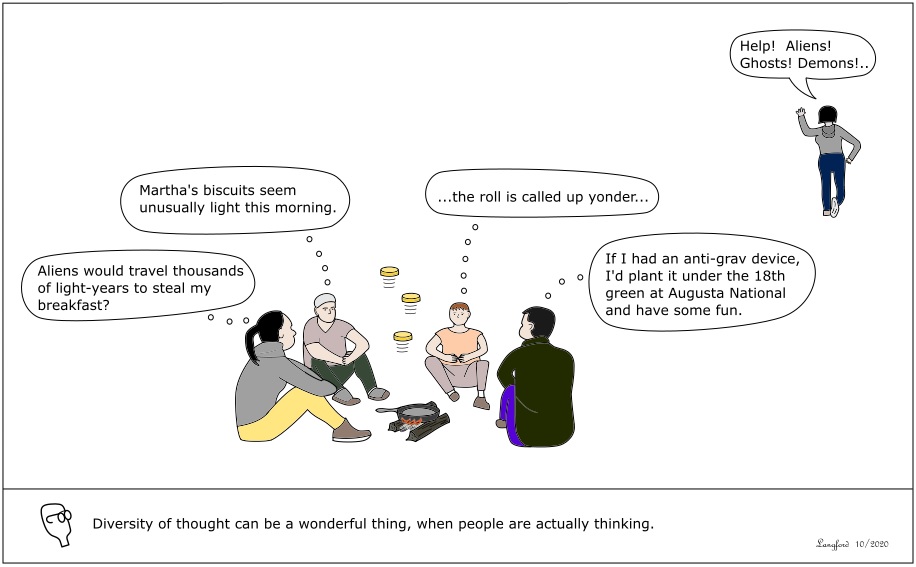 Help!  Aliens!
Ghosts! Demons!..
Martha's biscuits seem
unusually light this morning.
...the roll is called up yonder...
Aliens would travel thousands
of light-years to steal my
breakfast?
If I had an anti-grav device,
I'd plant it under the 18th
green at Augusta National
and have some fun.
Diversity of thought can be a wonderful thing, when people are actually thinking.
Langford 10/2020